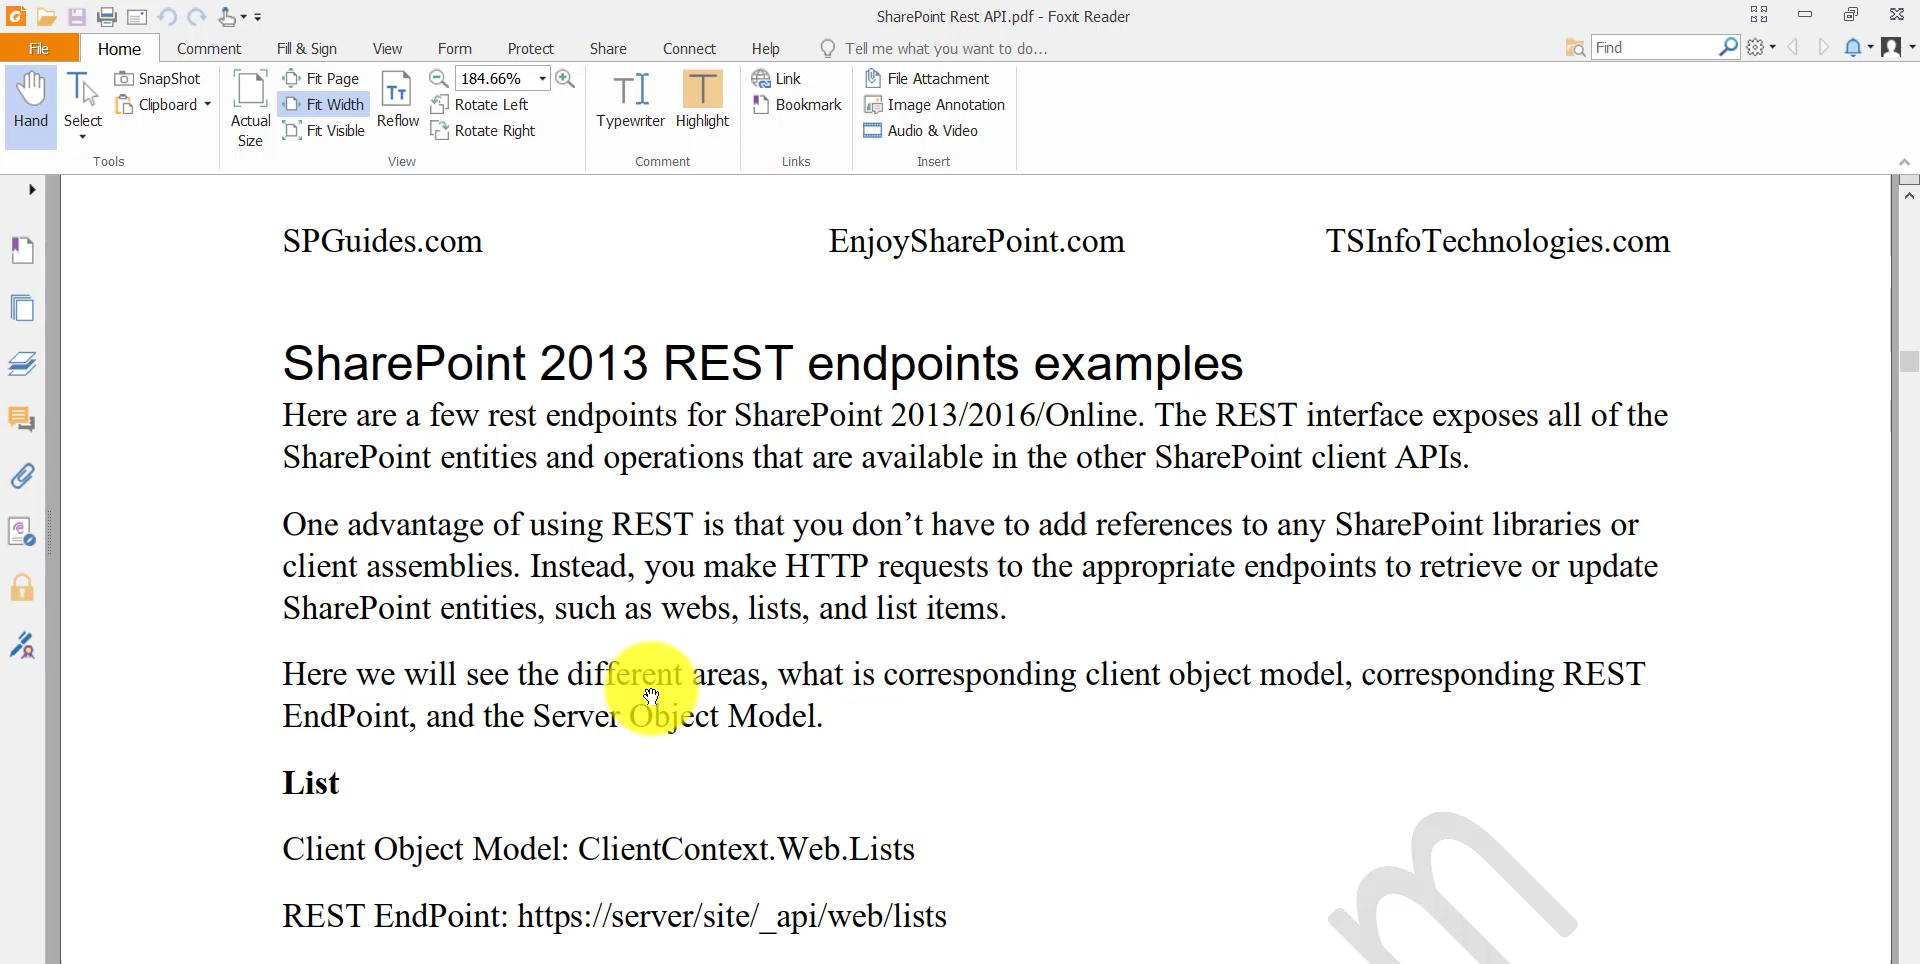 SharePoint Rest API.pdf - Foxit Reader
File Home Comment Fill & Sign View Form Protect Share Connect Help Tell me what you want to do... Find
Hand
Select
SnapShot
Clipboard
Tools
Actual
Size
Fit Page
Fit Width
Fit Visible
Reflow
184.66%
Rotate Left
Rotate Right
View
Typewriter
Highlight
Comment
Link
Bookmark
Links
File Attachment
Image Annotation
Audio & Video
Insert
SPGuides.com EnjoySharePoint.com TSInfoTechnologies.com
SharePoint 2013 REST endpoints examples
Here are a few rest endpoints for SharePoint 2013/2016/Online. The REST interface exposes all of the
SharePoint entities and operations that are available in the other SharePoint client APIs.
One advantage of using REST is that you don’t have to add references to any SharePoint libraries or
client assemblies. Instead, you make HTTP requests to the appropriate endpoints to retrieve or update
SharePoint entities, such as webs, lists, and list items.
Here we will see the different areas, what is corresponding client object model, corresponding REST
EndPoint, and the Server Object Model.
List
Client Object Model: ClientContext.Web.Lists
REST EndPoint: https://server/site/_api/web/lists
m